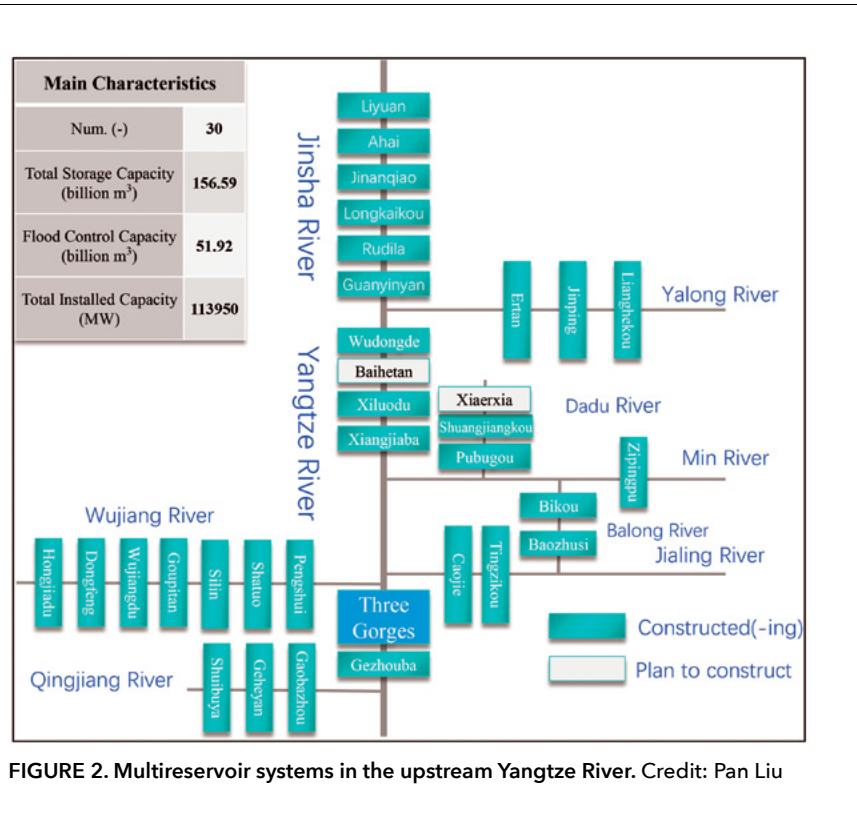 Main Characteristics
Num. (-) 30
Total Storage Capacity
(billion m³) 156.59
Flood Control Capacity
(billion m³) 51.92
Total Installed Capacity
(MW) 113950
Jinsha River
Liyuan
Ahai
Jinanqiao
Longkaikou
Rudila
Guanyinyan
Ertan
Jinping
Lianghekou
Yalong River
Yangtze River
Wudongde
Baihetan
Xiluodu
Xiangjiaba
Xiaerxia
Shuangjiangkou
Pubugou
Dadu River
Zipingpu
Min River
Bikou
Baozhusi
Balong River
Jialing River
Caojie
Tingzikou
Wujiang River
Hongjiadu
Dongfeng
Wujiangdu
Goupitan
Silin
Shatuo
Pengshui
Three
Gorges
Gezhouba
Qingjiang River
Shuibuya
Geheyan
Gaobazhou
Constructed(-ing)
Plan to construct
FIGURE 2. Multireservoir systems in the upstream Yangtze River. Credit: Pan Liu